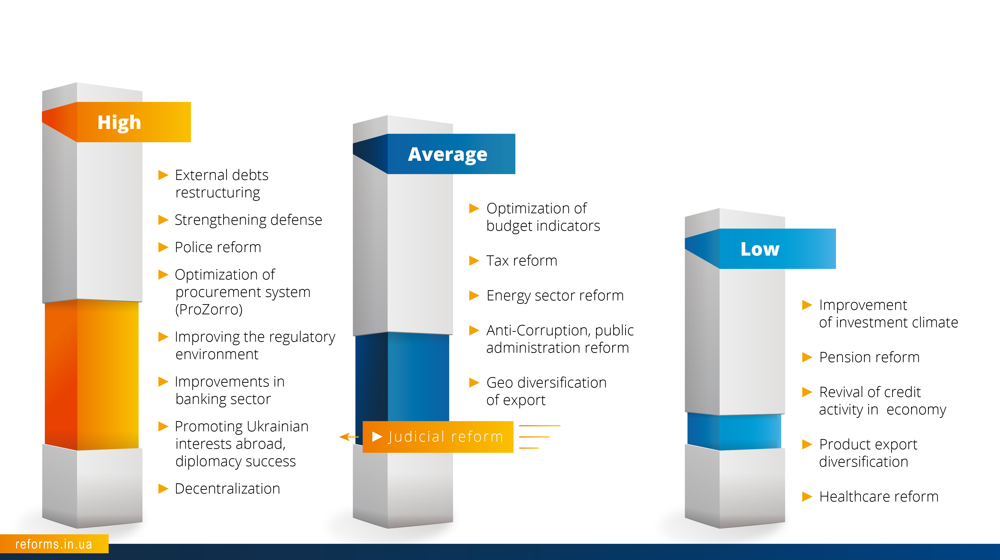 High
External debts
restructuring
Strengthening defense
Police reform
Optimization of
procurement system
(ProZorro)
Improving the regulatory
environment
Improvements in
banking sector
Promoting Ukrainian
interests abroad,
diplomacy success
Decentralization
Average
Optimization of
budget indicators
Tax reform
Energy sector reform
Anti-Corruption, public
administration reform
Geo diversification
of export
Judicial reform
Low
Improvement
of investment climate
Pension reform
Revival of credit
activity in  economy
Product export
diversification
Healthcare reform
reforms.in.ua